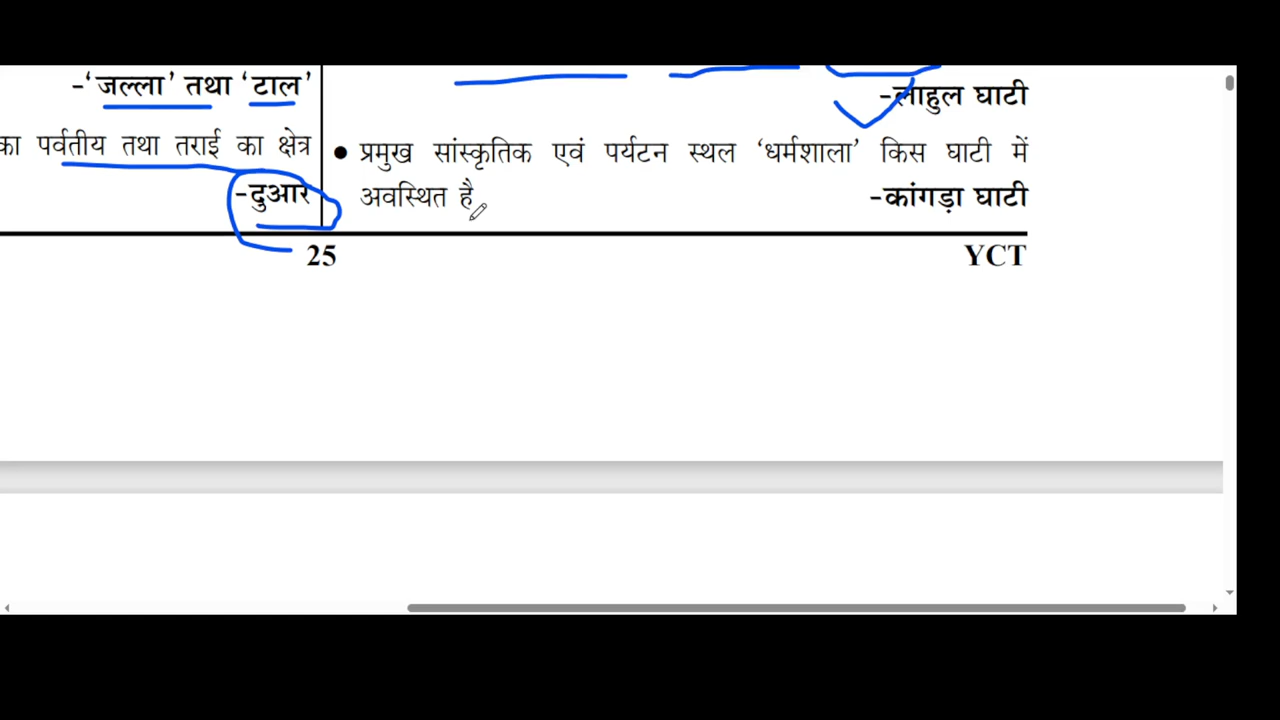 -‘जल्ला’ तथा ‘टाल’
का पर्वतीय तथा तराई का क्षेत्र
-दुआर
-लाहुल घाटी
● प्रमुख सांस्कृतिक एवं पर्यटन स्थल ‘धर्मशाला’ किस घाटी में
अवस्थित है -कांगड़ा घाटी
25 YCT